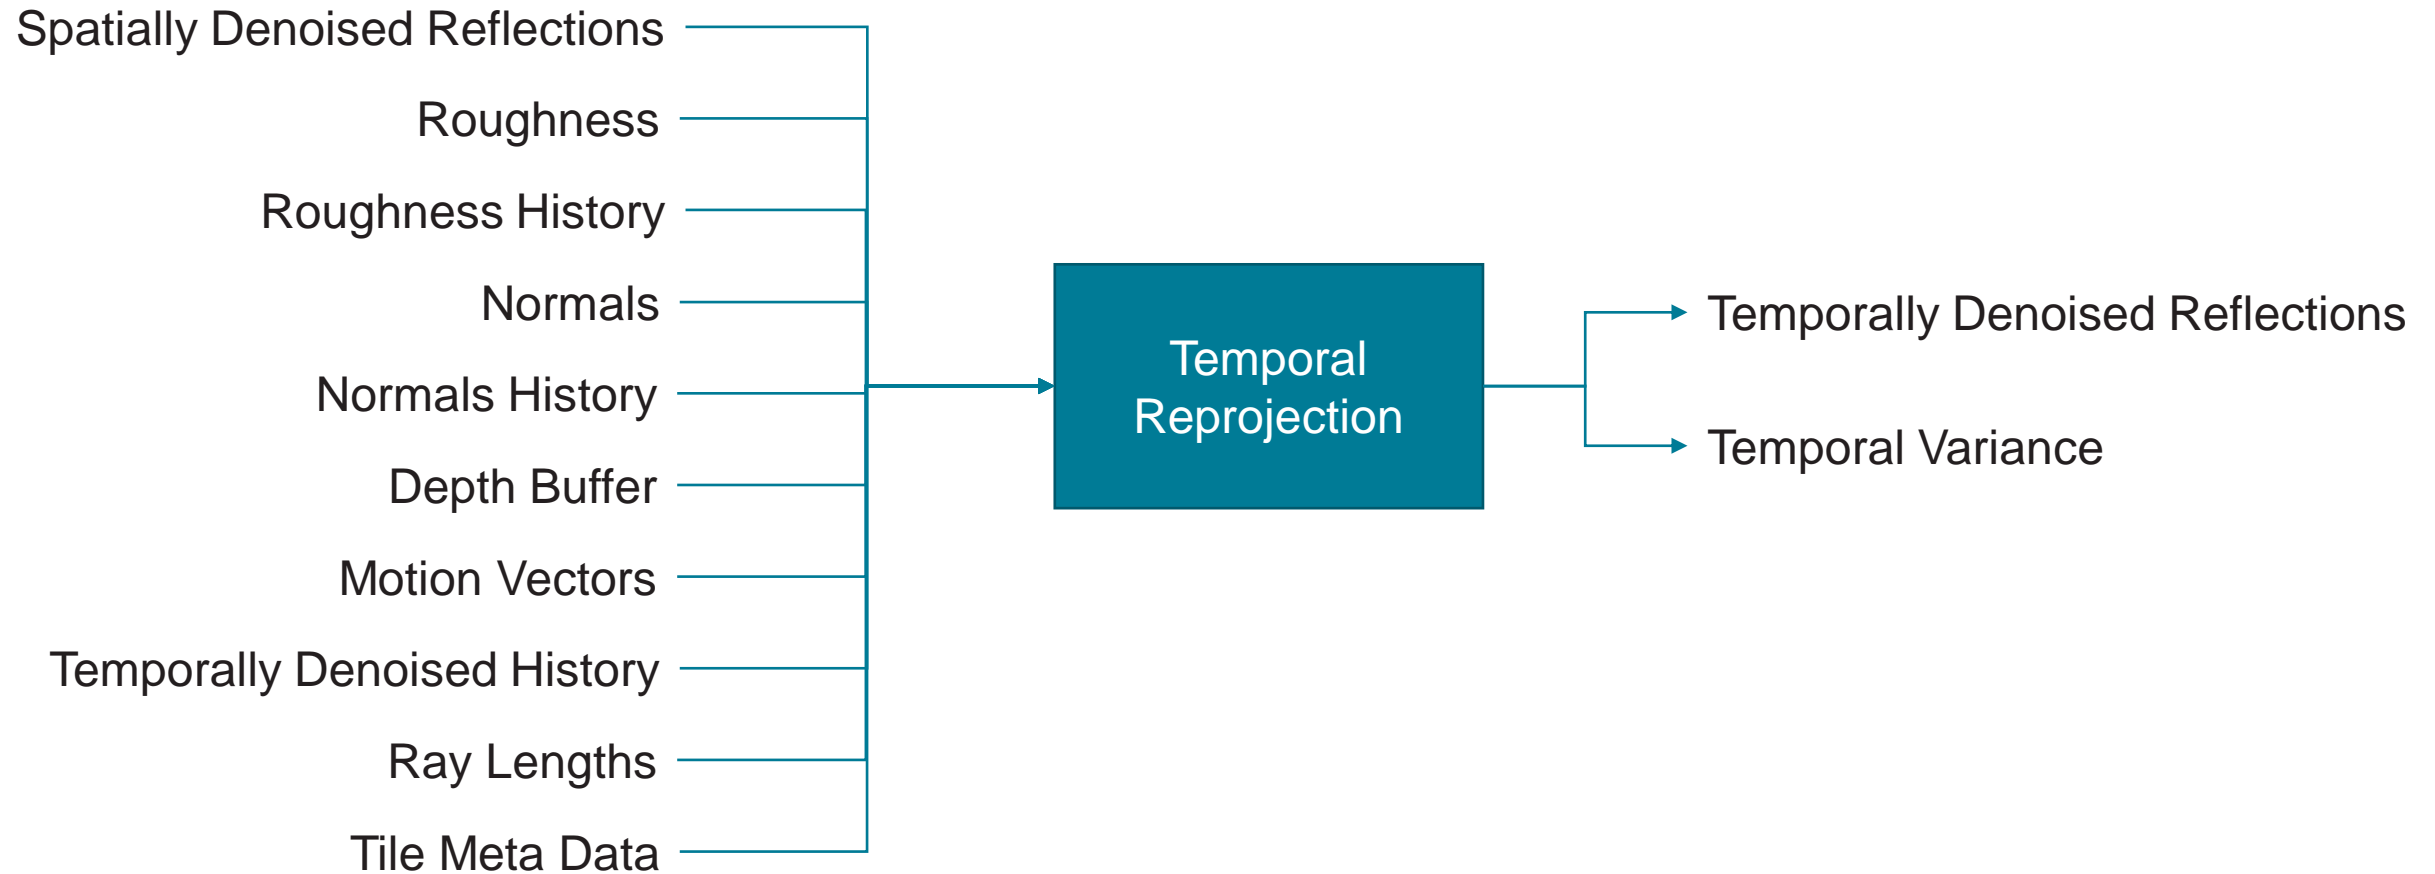 Spatially Denoised Reflections
Roughness
Roughness History
Normals
Normals History
Depth Buffer
Motion Vectors
Temporally Denoised History
Ray Lengths
Tile Meta Data
Temporal
Reprojection
Temporally Denoised Reflections
Temporal Variance